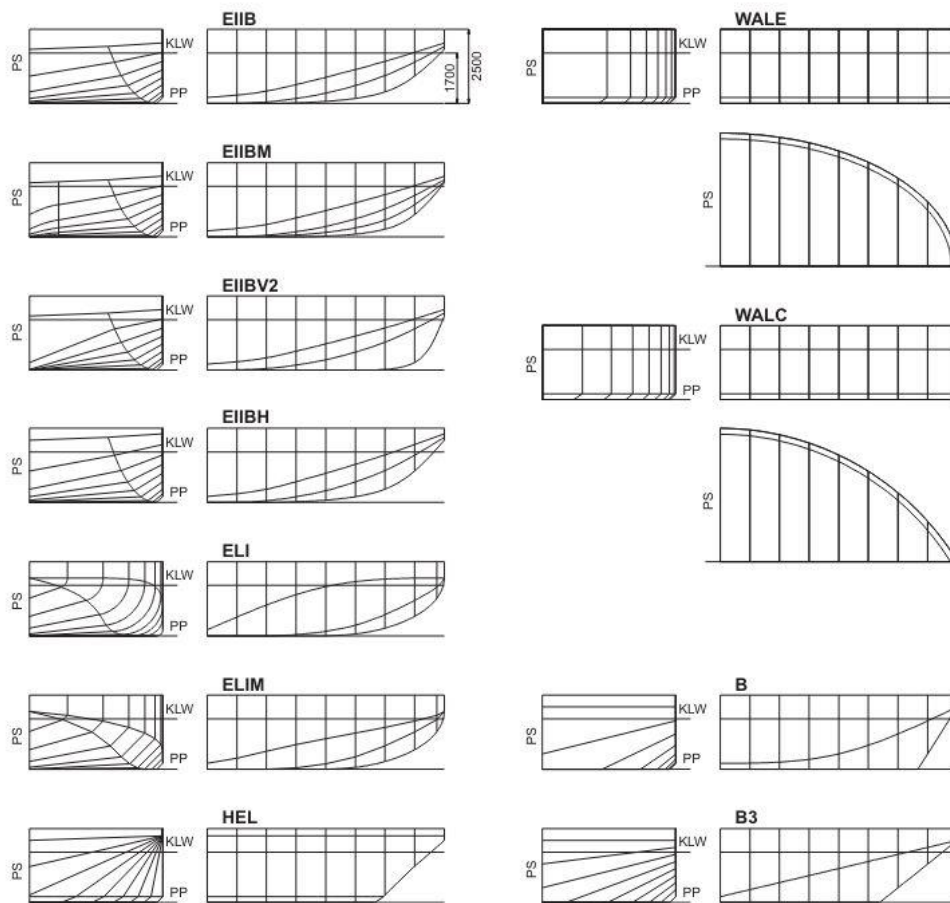 EIIB
PS
KLW
PP
1700
2500
EIIBM
PS
KLW
PP
EIIBV2
PS
KLW
PP
EIIBH
PS
KLW
PP
ELI
PS
KLW
PP
ELIM
PS
KLW
PP
HEL
PS
KLW
PP
WALE
PS
KLW
PP
PS
WALC
PS
KLW
PP
PS
B
PS
KLW
PP
B3
PS
KLW
PP